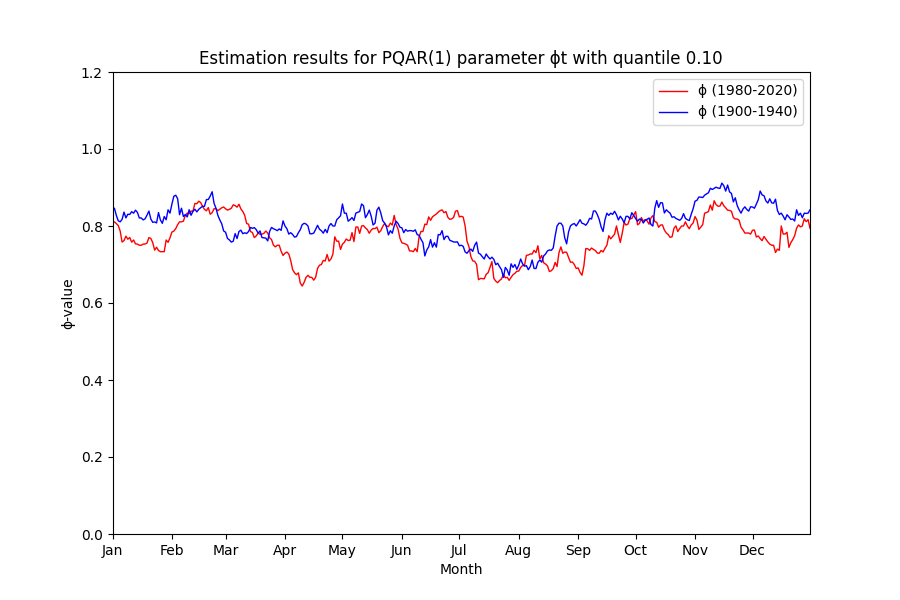 Estimation results for PQAR(1) parameter ϕt with quantile 0.10
ϕ (1980-2020)
ϕ (1900-1940)
1.2
1.0
0.8
0.6
0.4
0.2
0.0
ϕ-value
Jan Feb Mar Apr May Jun Jul Aug Sep Oct Nov Dec
Month